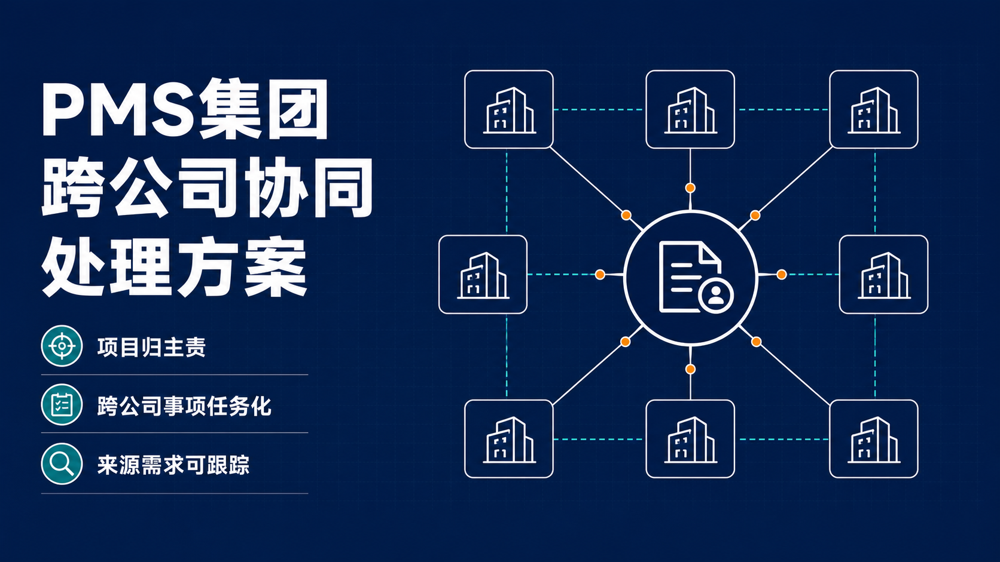 PMS集团
跨公司协同
处理方案
项目归主责
跨公司事项任务化
来源需求可跟踪